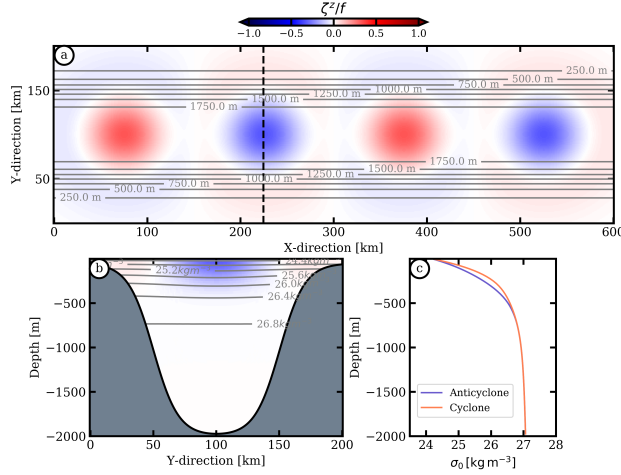 ζᶻ/f
−1.0 −0.5 0.0 0.5 1.0
a
250.0 m
500.0 m
750.0 m
1000.0 m
1250.0 m
1500.0 m
1750.0 m
1750.0 m
1500.0 m
1250.0 m
1000.0 m
750.0 m
500.0 m
250.0 m
150
50
Y-direction [km]
0 100 200 300 400 500 600
X-direction [km]
b
25.2kgm
25.6k
26.0k
26.4k
26.8k
−500
−1000
−1500
−2000
Depth [m]
0 50 100 150 200
Y-direction [km]
c
−500
−1000
−1500
−2000
Depth [m]
Anticyclone
Cyclone
24 25 26 27 28
σ₀ [kg m⁻³]